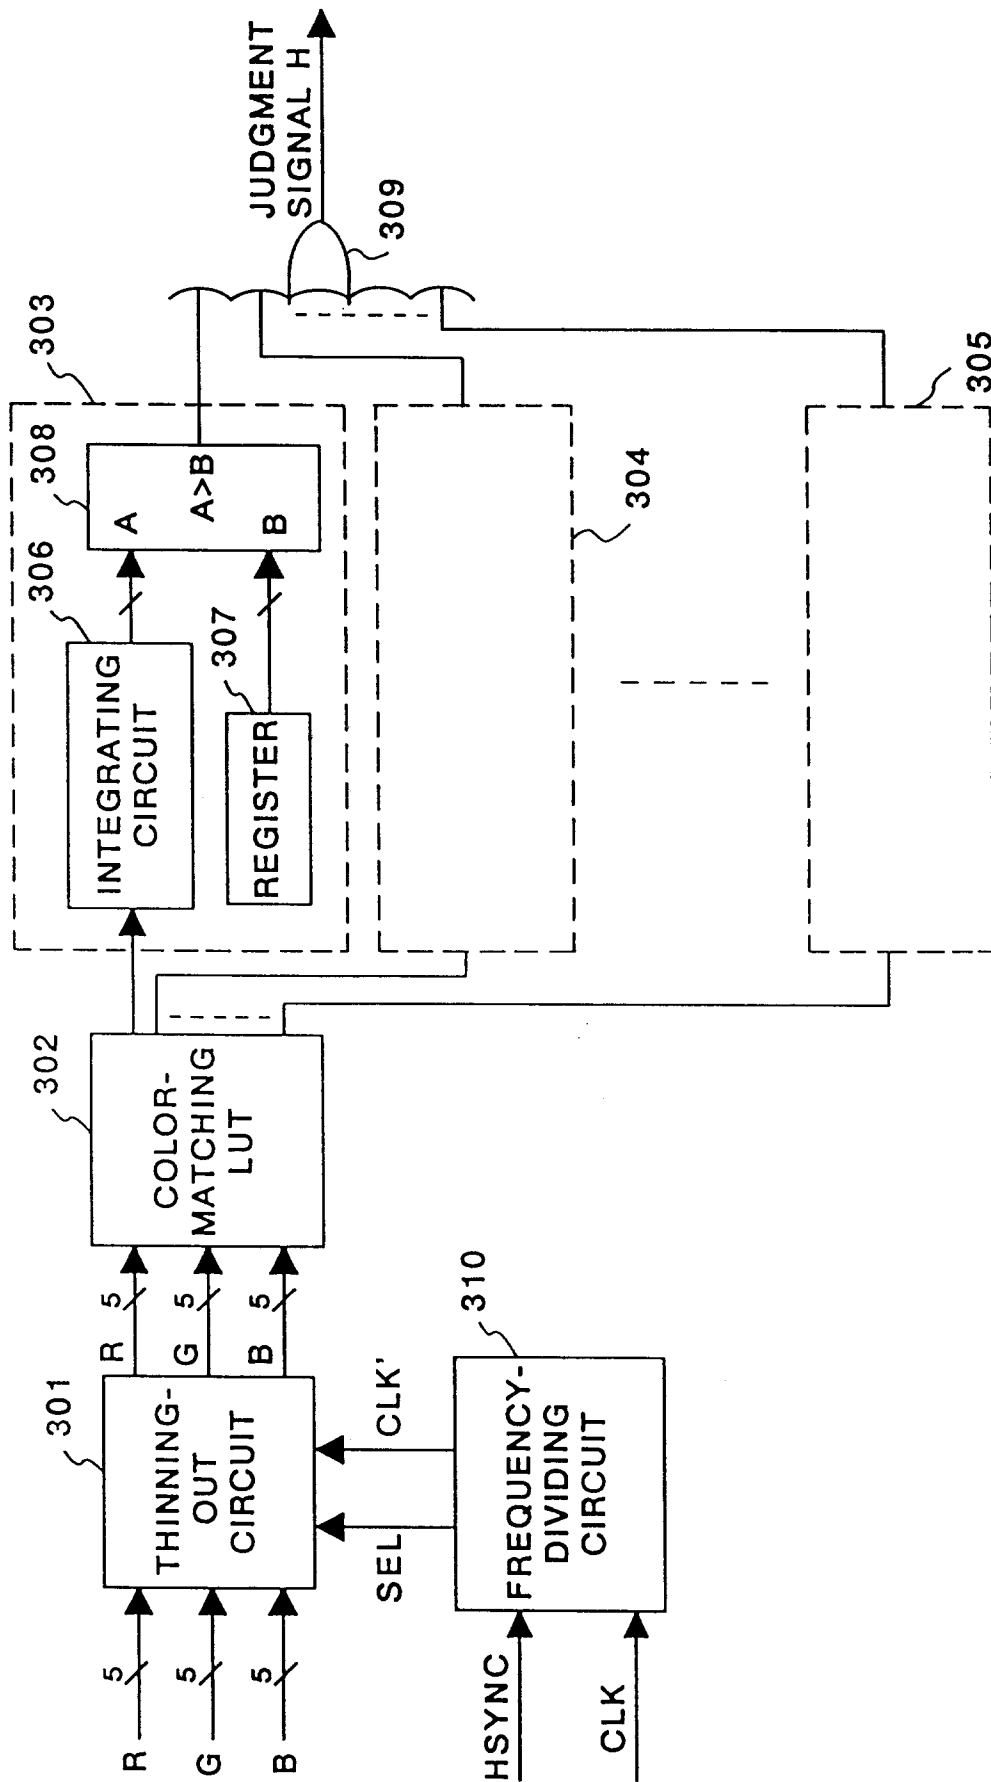 R
G
B
5
5
5
THINNING-
OUT
CIRCUIT
301
R
G
B
5
5
5
COLOR-
MATCHING
LUT
302
INTEGRATING
CIRCUIT
306
REGISTER
307
A
A>B
B
308
303
304
305
309
JUDGMENT
SIGNAL H
SEL
CLK'
FREQUENCY-
DIVIDING
CIRCUIT
310
HSYNC
CLK